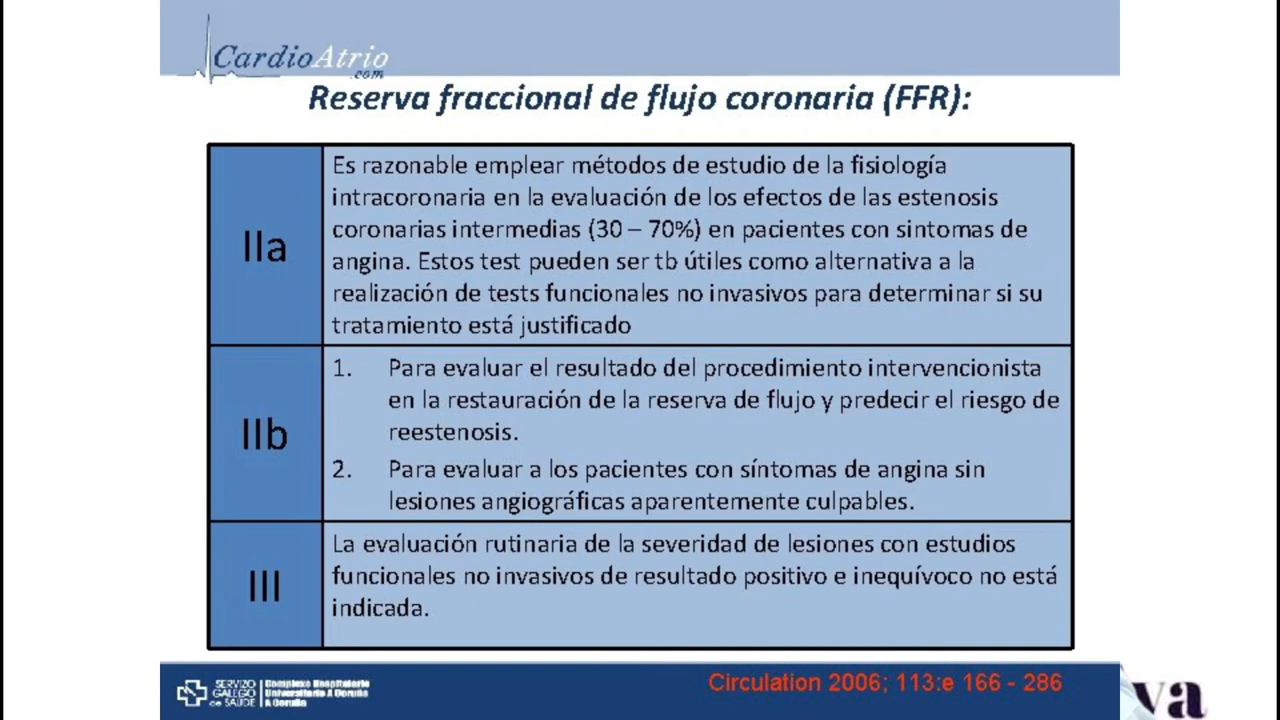 CardioAtrio
.com
Reserva fraccional de flujo coronaria (FFR):
IIa
Es razonable emplear métodos de estudio de la fisiología
intracoronaria en la evaluación de los efectos de las estenosis
coronarias intermedias (30 – 70%) en pacientes con sintomas de
angina. Estos test pueden ser tb útiles como alternativa a la
realización de tests funcionales no invasivos para determinar si su
tratamiento está justificado
IIb
1. Para evaluar el resultado del procedimiento intervencionista
en la restauración de la reserva de flujo y predecir el riesgo de
reestenosis.
2. Para evaluar a los pacientes con síntomas de angina sin
lesiones angiográficas aparentemente culpables.
III
La evaluación rutinaria de la severidad de lesiones con estudios
funcionales no invasivos de resultado positivo e inequívoco no está
indicada.
SERVIZO
GALEGO
de SAÚDE
Complexo Hospitalario
Universitario A Coruña
A Coruña
Circulation 2006; 113:e 166 - 286
va